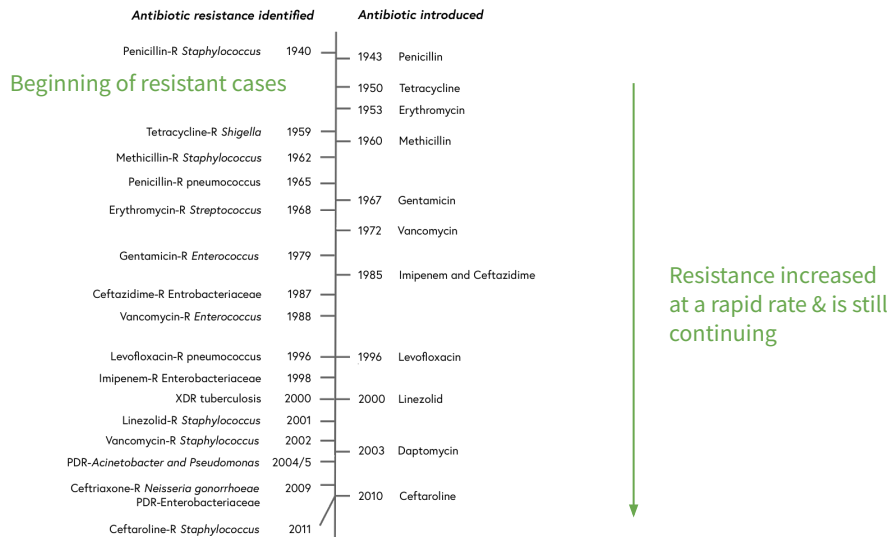 Antibiotic resistance identified
Antibiotic introduced
Penicillin-R Staphylococcus 1940
1943 Penicillin
Beginning of resistant cases
1950 Tetracycline
1953 Erythromycin
Tetracycline-R Shigella 1959
1960 Methicillin
Methicillin-R Staphylococcus 1962
Penicillin-R pneumococcus 1965
1967 Gentamicin
Erythromycin-R Streptococcus 1968
1972 Vancomycin
Gentamicin-R Enterococcus 1979
1985 Imipenem and Ceftazidime
Ceftazidime-R Entrobacteriaceae 1987
Vancomycin-R Enterococcus 1988
Levofloxacin-R pneumococcus 1996
1996 Levofloxacin
Imipenem-R Enterobacteriaceae 1998
XDR tuberculosis 2000
2000 Linezolid
Linezolid-R Staphylococcus 2001
Vancomycin-R Staphylococcus 2002
2003 Daptomycin
PDR-Acinetobacter and Pseudomonas 2004/5
Ceftriaxone-R Neisseria gonorrhoeae 2009
PDR-Enterobacteriaceae
2010 Ceftaroline
Ceftaroline-R Staphylococcus 2011
Resistance increased
at a rapid rate & is still
continuing